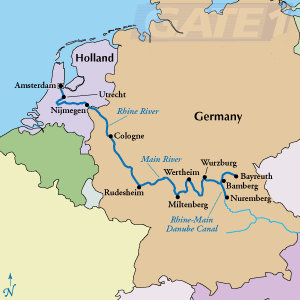 GATE 1
Holland
Amsterdam
Utrecht
Nijmegen
Rhine River
Germany
Cologne
Main River
Wurzburg
Wertheim
Bayreuth
Bamberg
Rudesheim
Nuremberg
Miltenberg
Rhine-Main
Danube Canal
N